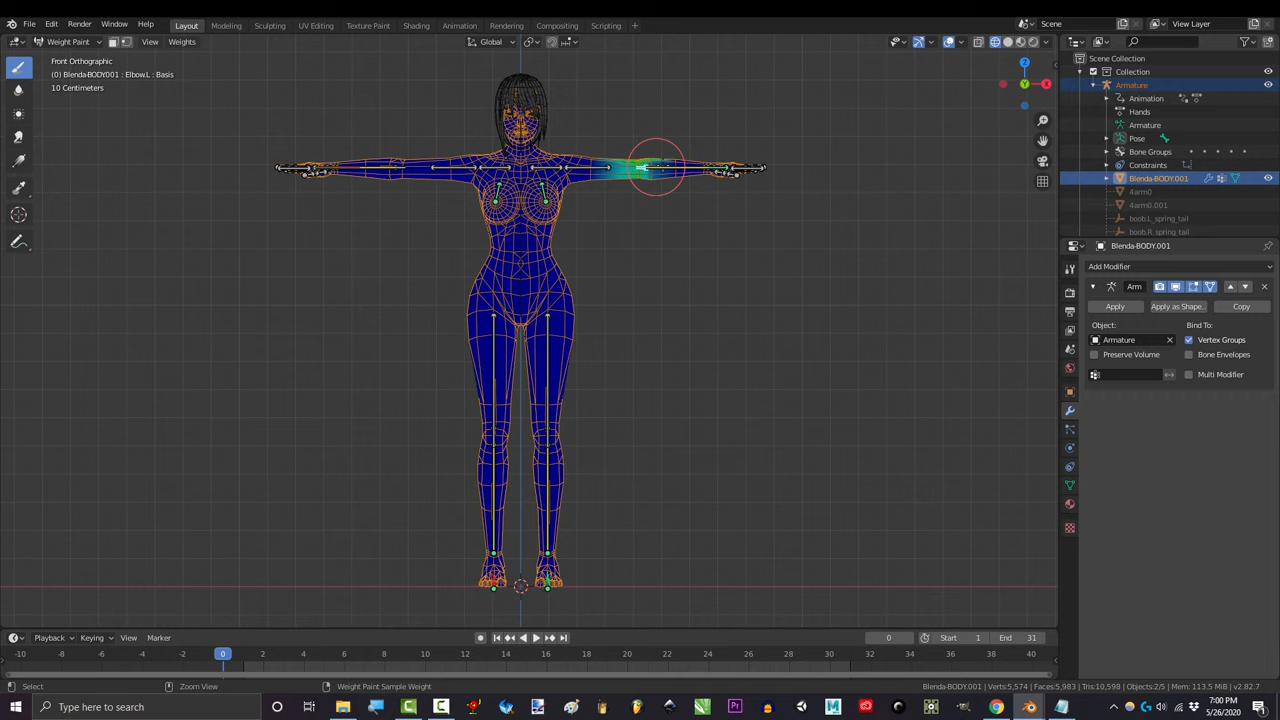 File Edit Render Window Help Layout Modeling Sculpting UV Editing Texture Paint Shading Animation Rendering Compositing Scripting + Scene View Layer
Weight Paint View Weights Global
Front Orthographic
(0) Blenda-BODY.001 : Elbow.L : Basis
10 Centimeters
Z
X
Y
Scene Collection
Collection
Armature
Animation
Hands
Armature
Pose
Bone Groups
Constraints
Blenda-BODY.001
4arm0
4arm0.001
boob.L_spring_tail
boob.R_spring_tail
Blenda-BODY.001
Add Modifier
Arm
Apply Apply as Shape.. Copy
Object: Bind To:
Armature Vertex Groups
Preserve Volume Bone Envelopes
Multi Modifier
Playback Keying View Marker 0 Start 1 End 31
-10 -8 -6 -4 -2 0 2 4 6 8 10 12 14 16 18 20 22 24 26 28 30 32 34 36 38 40
Select Zoom View Weight Paint Sample Weight Blenda-BODY.001 | Verts:5,574 | Faces:5,983 | Tris:10,598 | Objects:2/5 | Mem: 113.5 MiB | v2.82.7
Type here to search
7:00 PM
5/26/2020